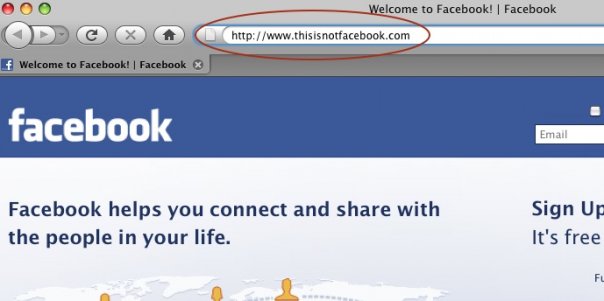 Welcome to Facebook! | Facebook
http://www.thisisnotfacebook.com
Welcome to Facebook! | Facebook
facebook
Email
Facebook helps you connect and share with
the people in your life.
Sign Up
It's free